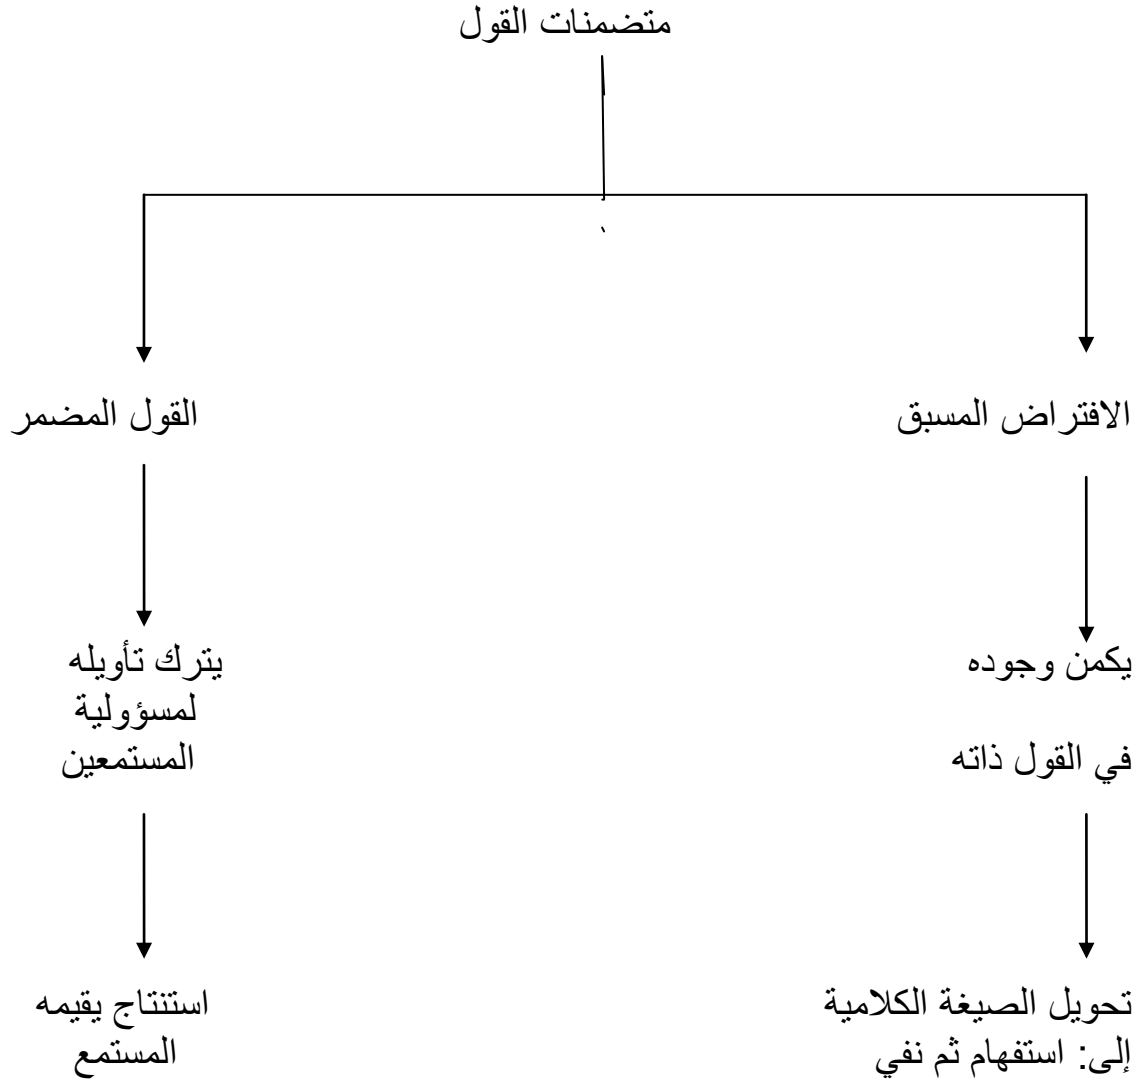 متضمنات القول
الافتراض المسبق
القول المضمر
يكمن وجوده
في القول ذاته
يترك تأويله
لمسؤولية
المستمعين
تحويل الصيغة الكلامية
إلى: استفهام ثم نفي
استنتاج يقيمه
المستمع